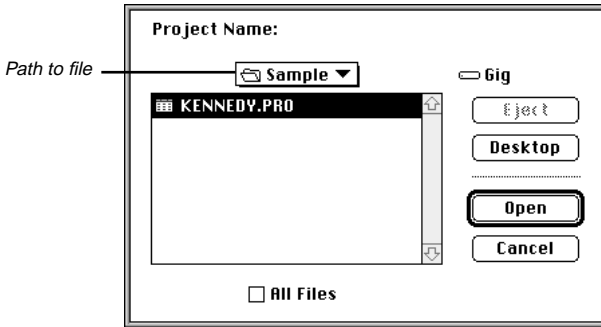 Project Name:
Path to file
Sample
Gig
KENNEDY.PRO
Eject
Desktop
Open
Cancel
All Files